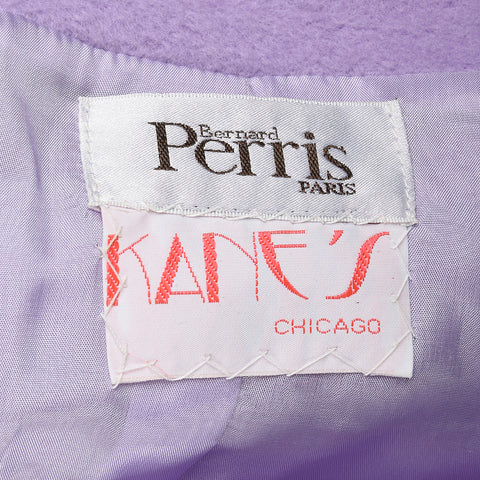 Bernard
Perris
PARIS
KANE'S
CHICAGO